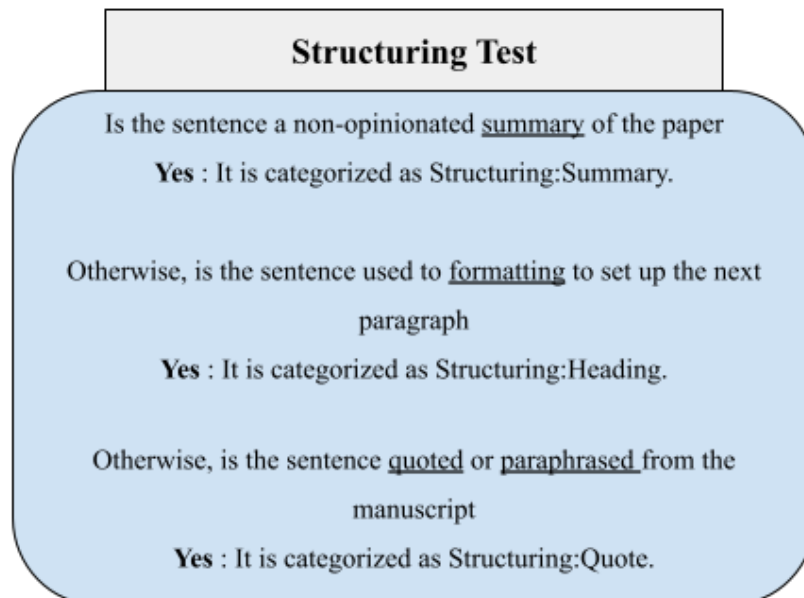 Structuring Test
Is the sentence a non-opinionated summary of the paper
Yes : It is categorized as Structuring:Summary.
Otherwise, is the sentence used to formatting to set up the next
paragraph
Yes : It is categorized as Structuring:Heading.
Otherwise, is the sentence quoted or paraphrased from the
manuscript
Yes : It is categorized as Structuring:Quote.